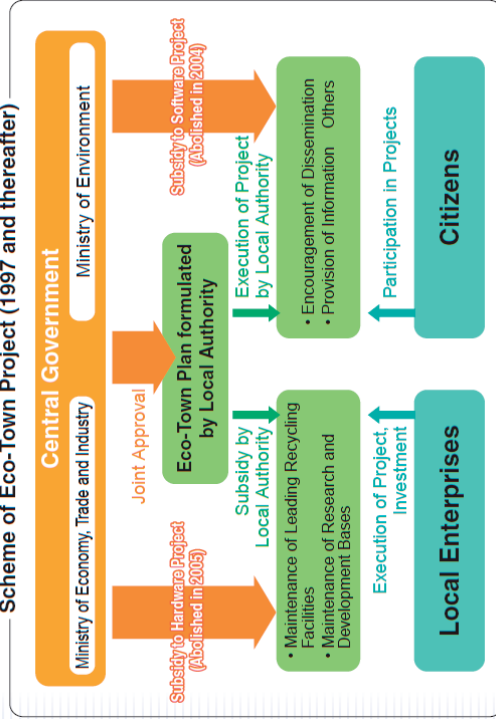 Scheme of Eco-Town Project (1997 and thereafter)
Central Government
Ministry of Economy, Trade and Industry
Ministry of Environment
Subsidy to Hardware Project
(Abolished in 2005)
Joint Approval
Subsidy to Software Project
(Abolished in 2004)
Eco-Town Plan formulated
by Local Authority
Subsidy by
Local Authority
Execution of Project
by Local Authority
• Maintenance of Leading Recycling
Facilities
• Maintenance of Research and
Development Bases
• Encouragement of Dissemination
• Provision of Information Others
Execution of Project,
Investment
Participation in Projects
Local Enterprises
Citizens